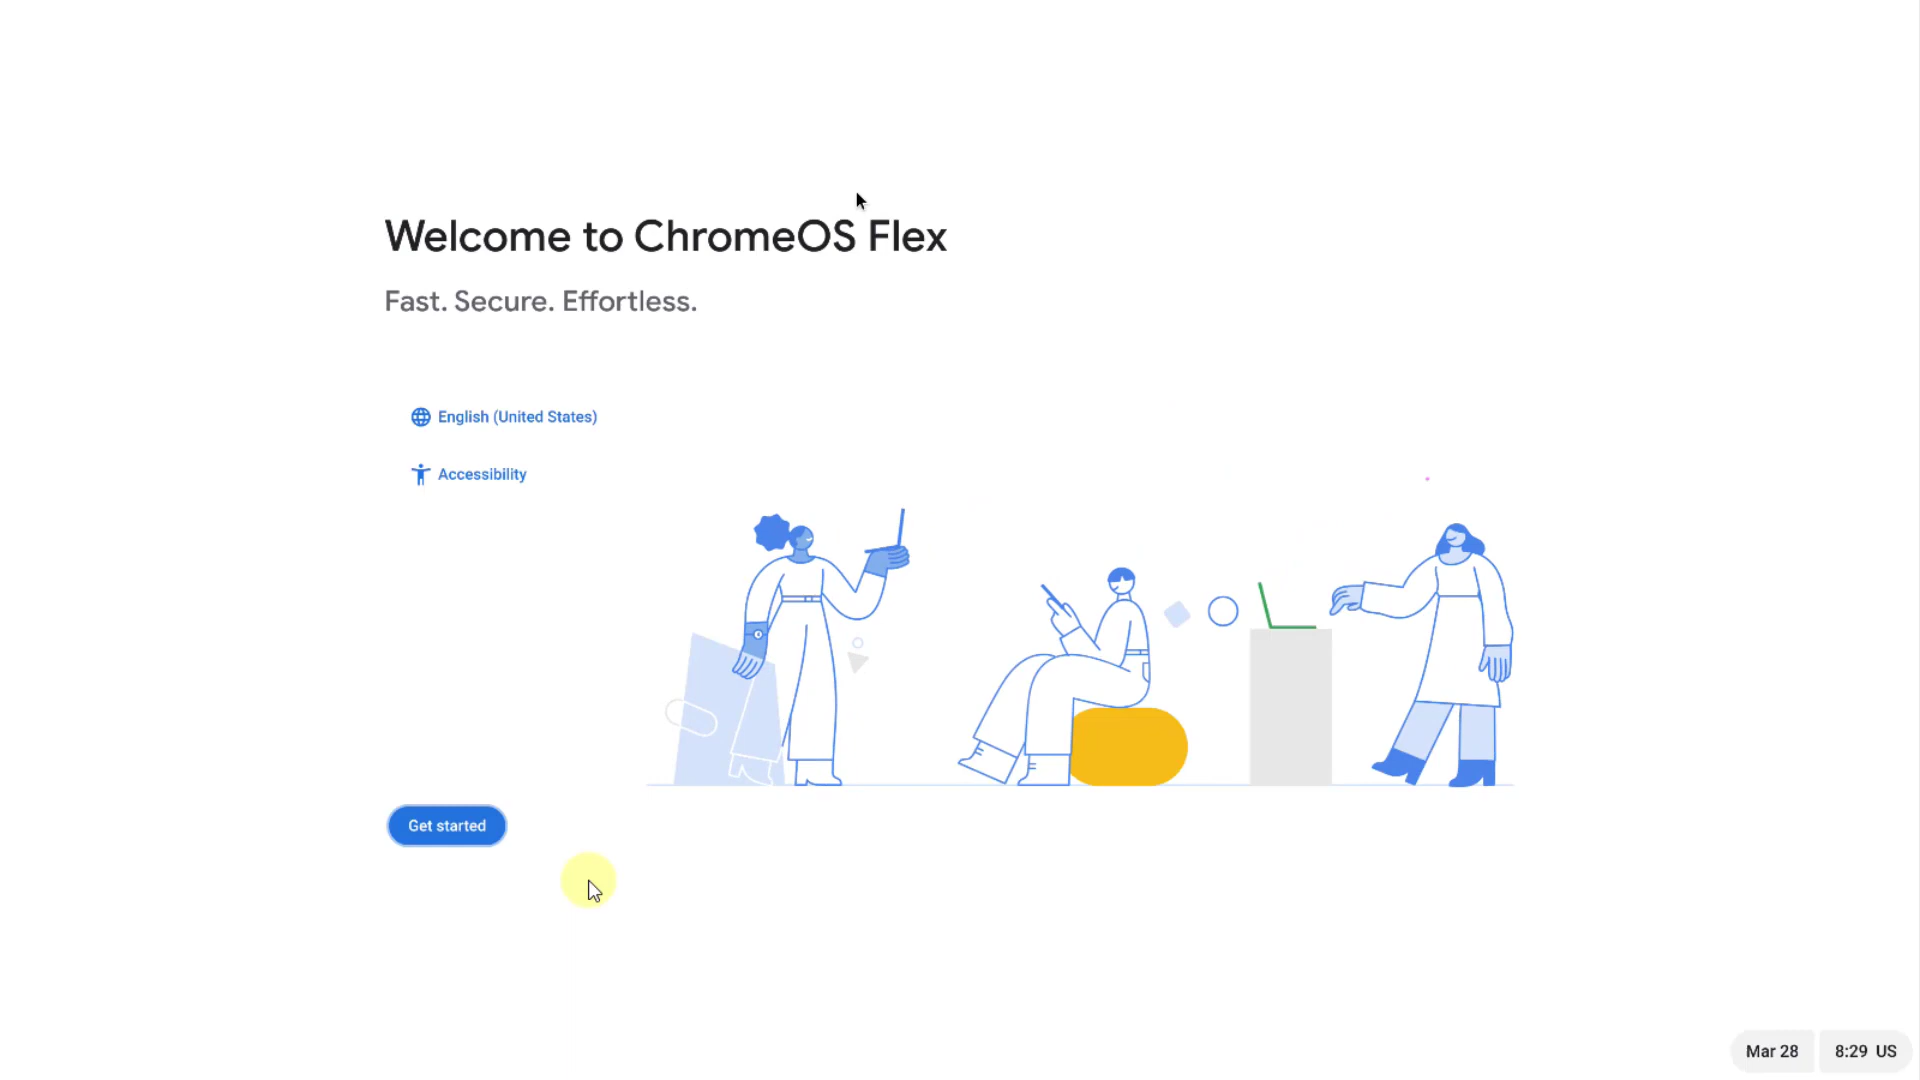 Welcome to ChromeOS Flex
Fast. Secure. Effortless.
English (United States)
Accessibility
Get started
Mar 28
8:29 US